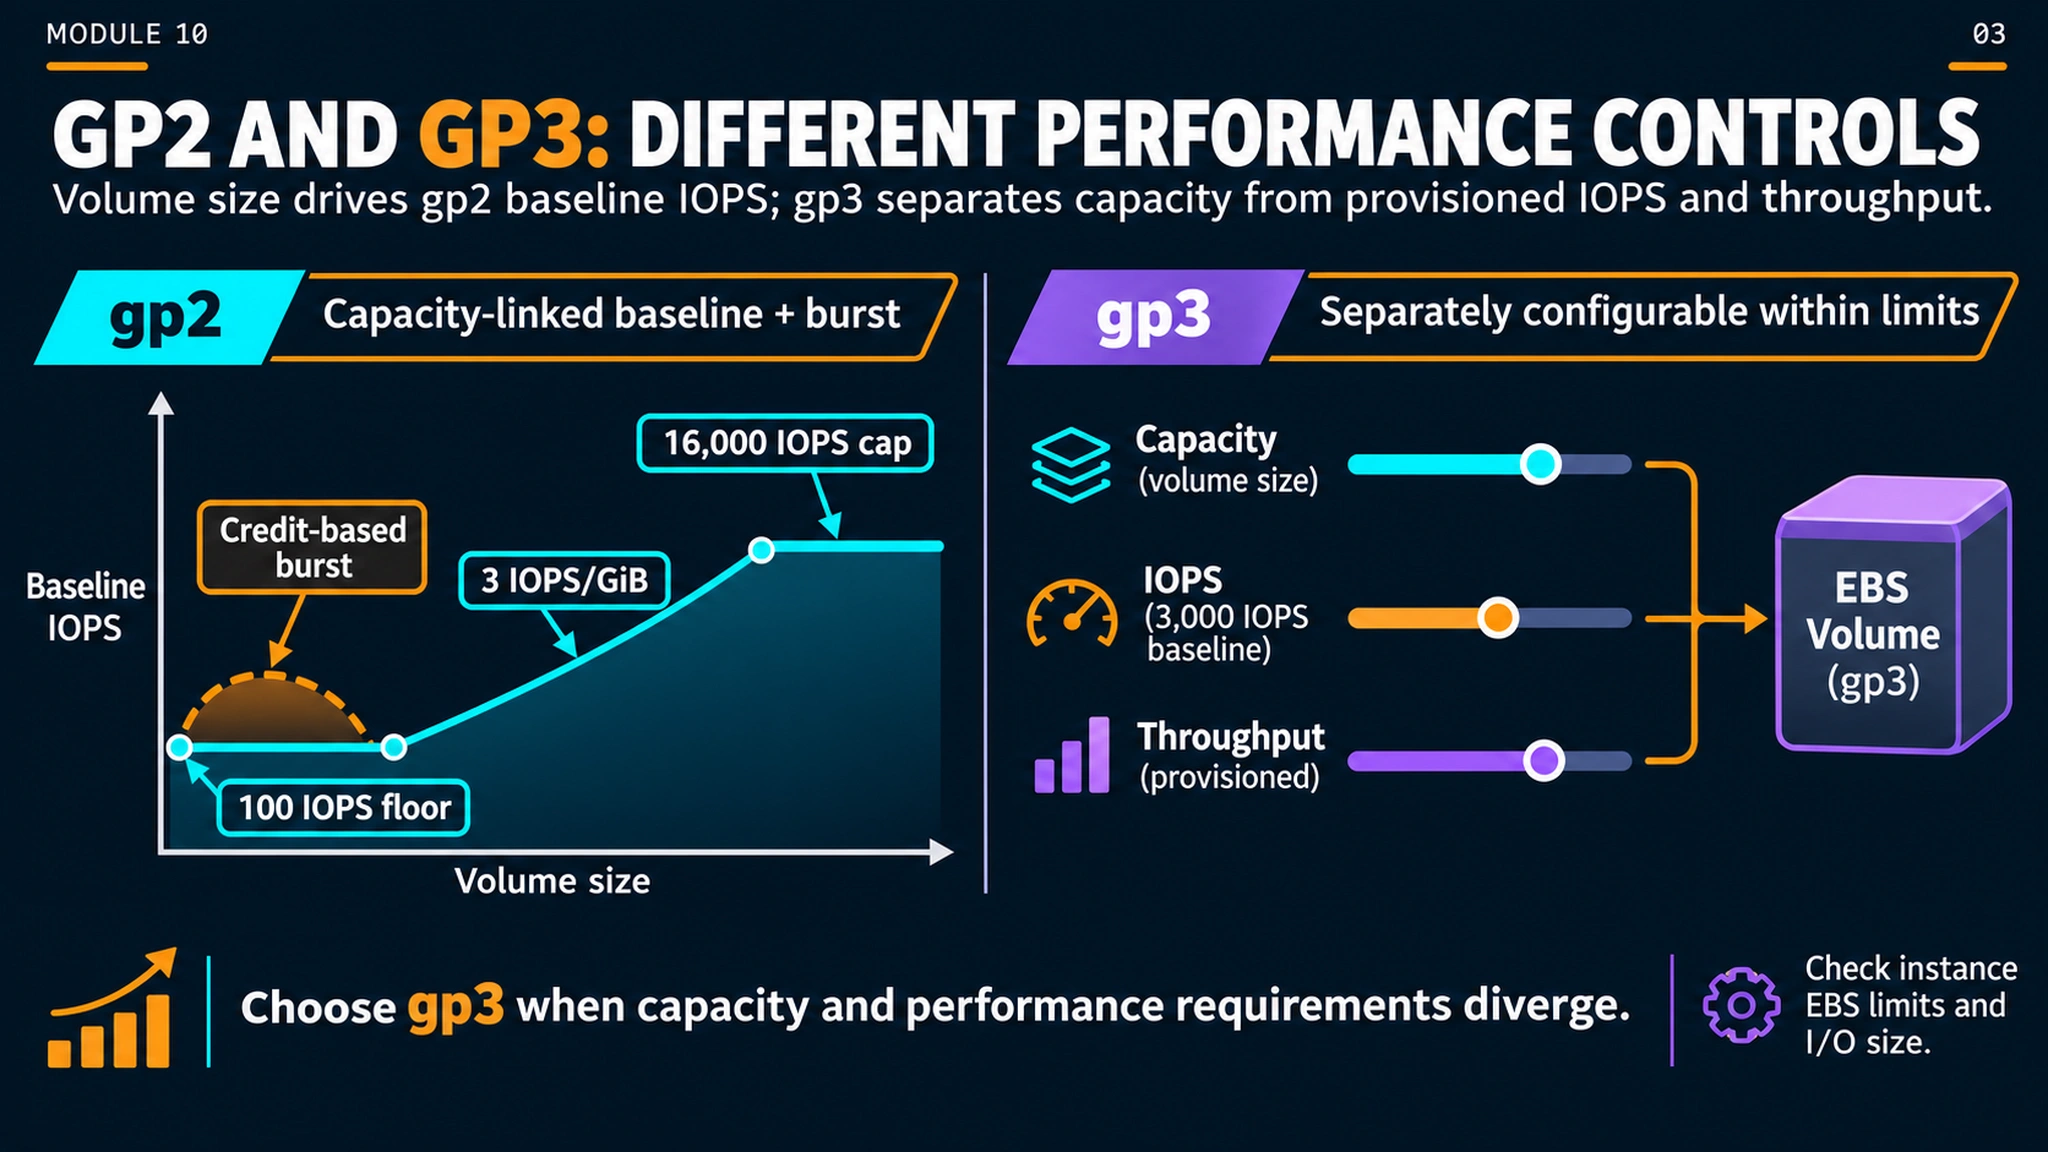 MODULE 10
03
GP2 AND GP3: DIFFERENT PERFORMANCE CONTROLS
Volume size drives gp2 baseline IOPS; gp3 separates capacity from provisioned IOPS and throughput.
gp2
Capacity-linked baseline + burst
16,000 IOPS cap
Credit-based
burst
3 IOPS/GiB
Baseline
IOPS
100 IOPS floor
Volume size
gp3
Separately configurable within limits
Capacity
(volume size)
IOPS
(3,000 IOPS
baseline)
Throughput
(provisioned)
EBS
Volume
(gp3)
Choose gp3 when capacity and performance requirements diverge.
Check instance
EBS limits and
I/O size.